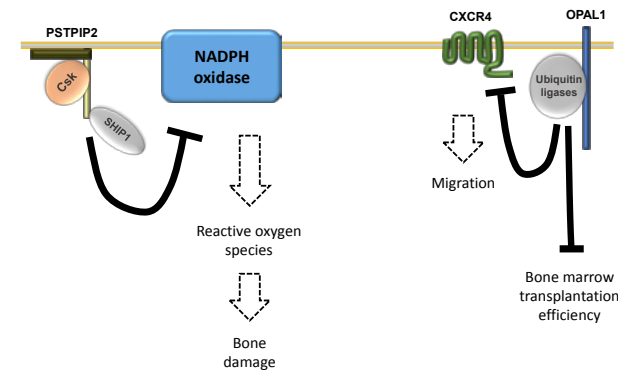 PSTPIP2
Csk
SHIP1
NADPH
oxidase
Reactive oxygen
species
Bone
damage
CXCR4
OPAL1
Ubiquitin
ligases
Migration
Bone marrow
transplantation
efficiency